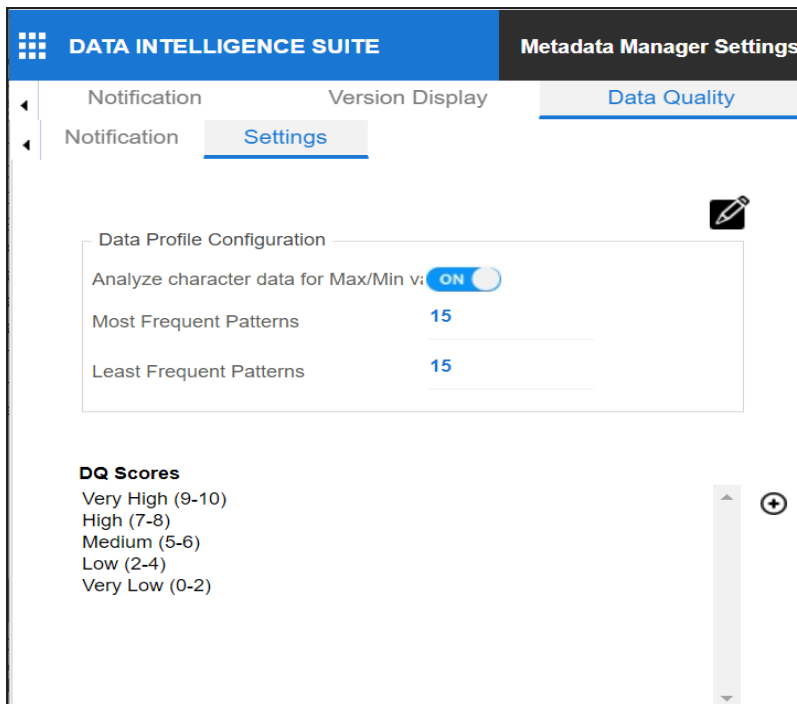 DATA INTELLIGENCE SUITE Metadata Manager Settings
Notification Version Display Data Quality
Notification Settings
Data Profile Configuration
Analyze character data for Max/Min va ON
Most Frequent Patterns 15
Least Frequent Patterns 15
DQ Scores
Very High (9-10)
High (7-8)
Medium (5-6)
Low (2-4)
Very Low (0-2)